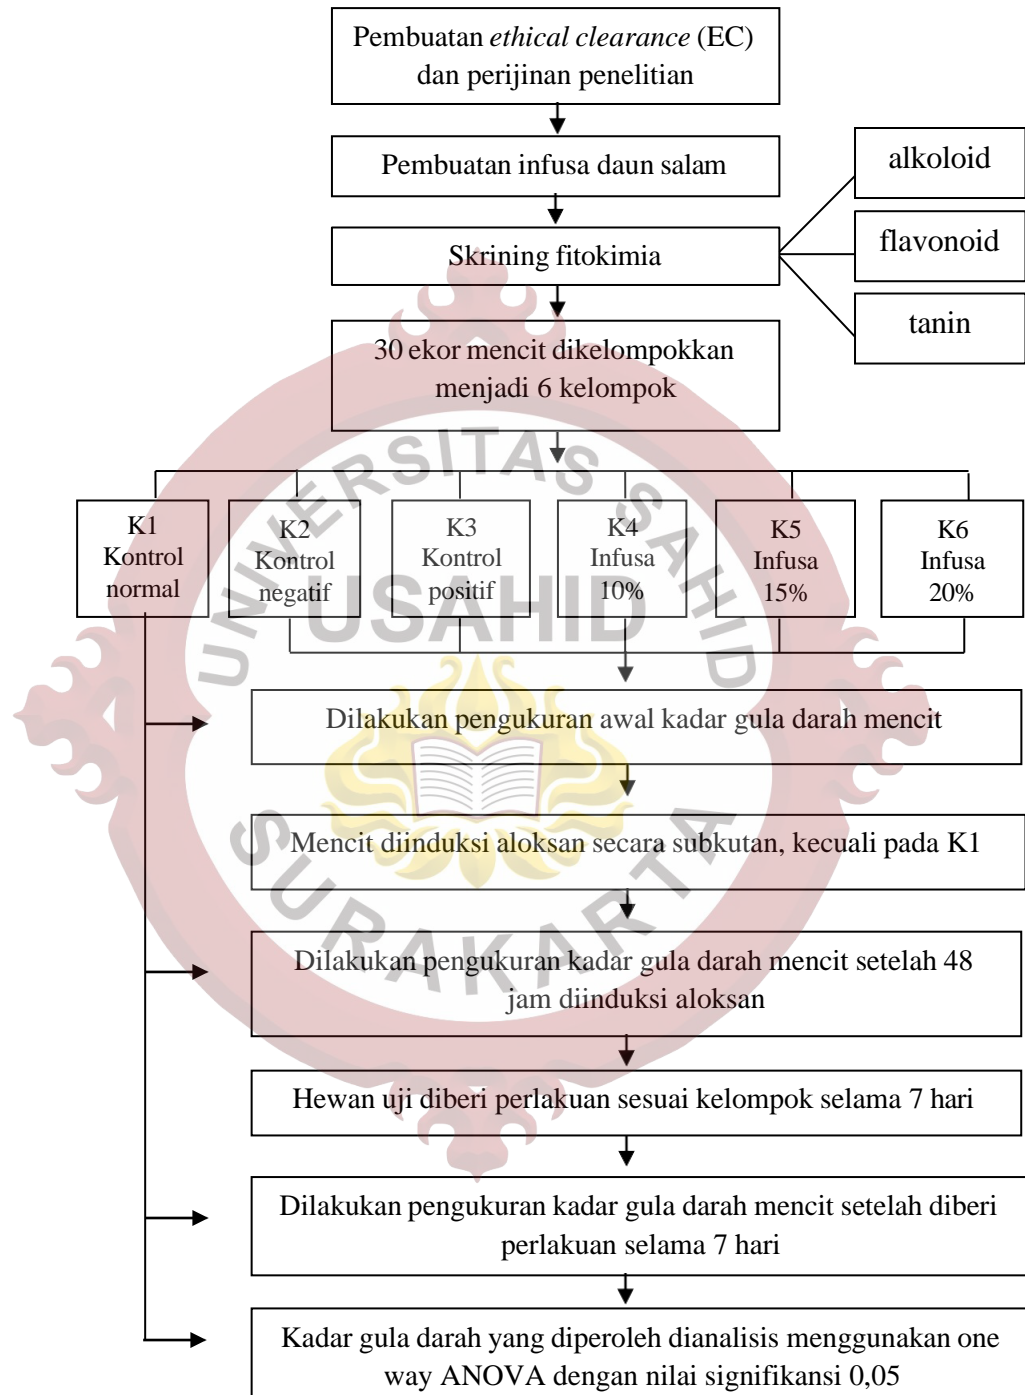 Pembuatan ethical clearance (EC)
dan perijinan penelitian
Pembuatan infusa daun salam
Skrining fitokimia
alkoloid
flavonoid
tanin
30 ekor mencit dikelompokkan
menjadi 6 kelompok
K1
Kontrol
normal
K2
Kontrol
negatif
K3
Kontrol
positif
K4
Infusa
10%
K5
Infusa
15%
K6
Infusa
20%
Dilakukan pengukuran awal kadar gula darah mencit
Mencit diinduksi aloksan secara subkutan, kecuali pada K1
Dilakukan pengukuran kadar gula darah mencit setelah 48
jam diinduksi aloksan
Hewan uji diberi perlakuan sesuai kelompok selama 7 hari
Dilakukan pengukuran kadar gula darah mencit setelah diberi
perlakuan selama 7 hari
Kadar gula darah yang diperoleh dianalisis menggunakan one
way ANOVA dengan nilai signifikansi 0,05
UNIVERSITAS SAHID
USAHID
SURAKARTA